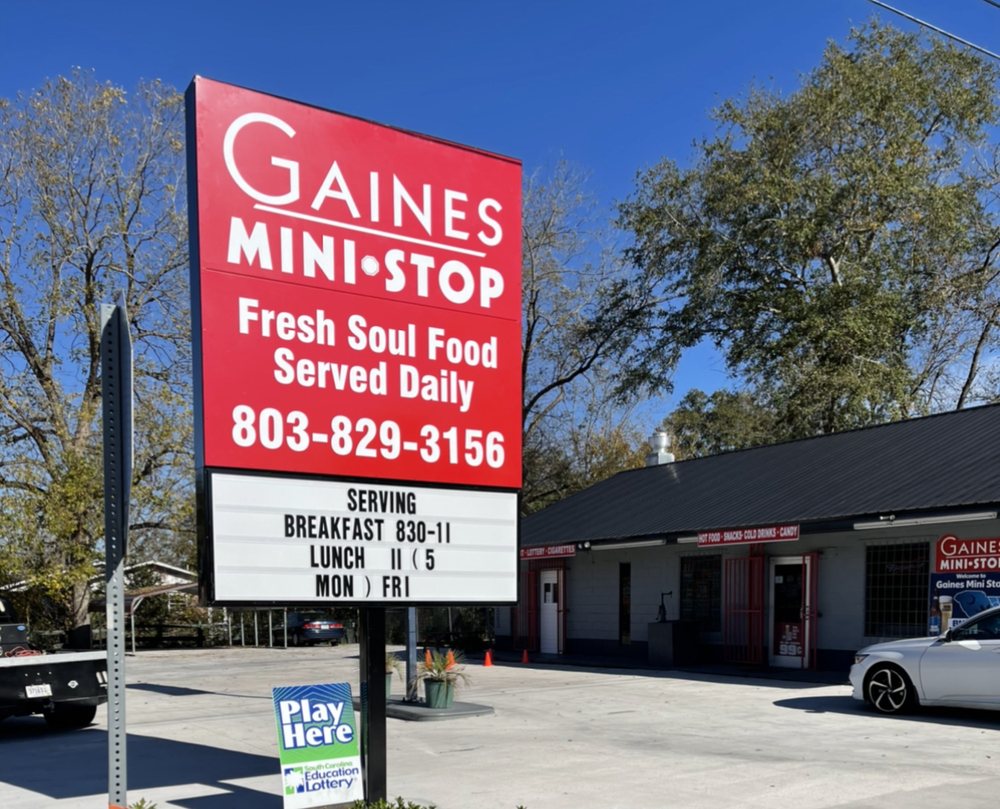 GAINES
MINI•STOP
Fresh Soul Food
Served Daily
803-829-3156
SERVING
BREAKFAST 830-11
LUNCH 11 ( 5
MON ) FRI
Play
Here
South Carolina
Education
Lottery
LOTTERY - CIGARETTES
HOT FOOD - SNACKS - COLD DRINKS - CANDY
99¢
GAINES
MINI•STOP
Welcome to
Gaines Mini Sto